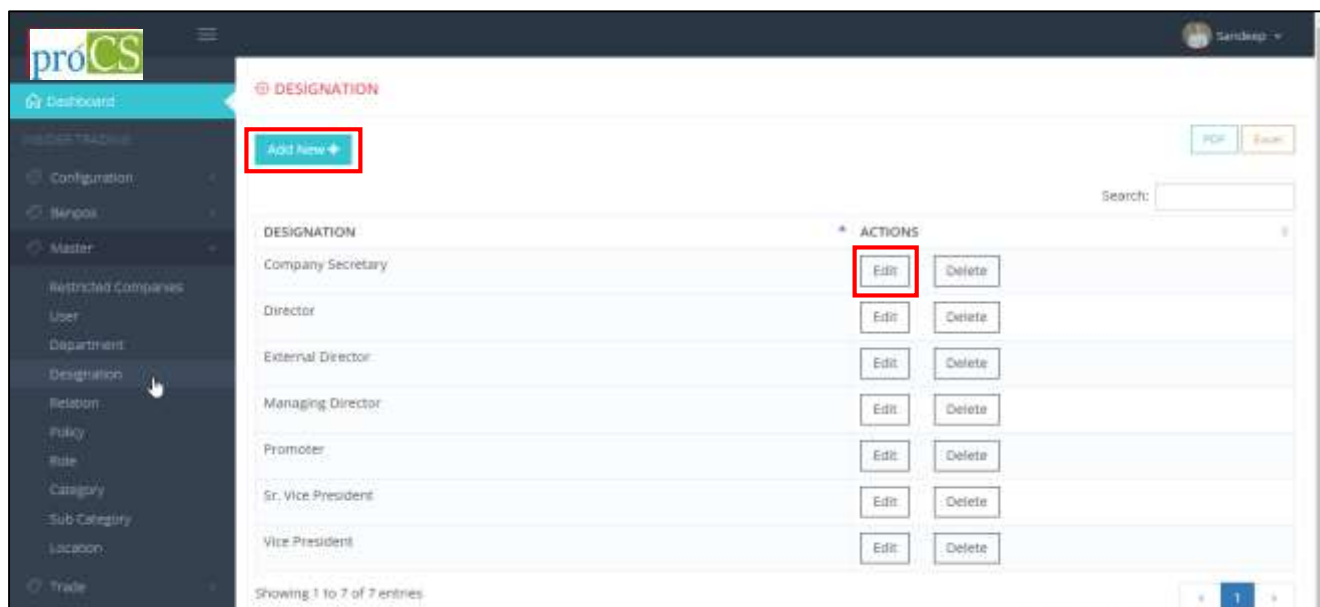 próCS
Sandeep
Dashboard
INSIDER TRADING
Configuration
Benpos
Master
Restricted Companies
User
Department
Designation
Relation
Policy
Role
Category
Sub Category
Location
Trade
DESIGNATION
Add New +
PDF
Excel
Search:
DESIGNATION ACTIONS
Company Secretary Edit Delete
Director Edit Delete
External Director Edit Delete
Managing Director Edit Delete
Promoter Edit Delete
Sr. Vice President Edit Delete
Vice President Edit Delete
Showing 1 to 7 of 7 entries
1